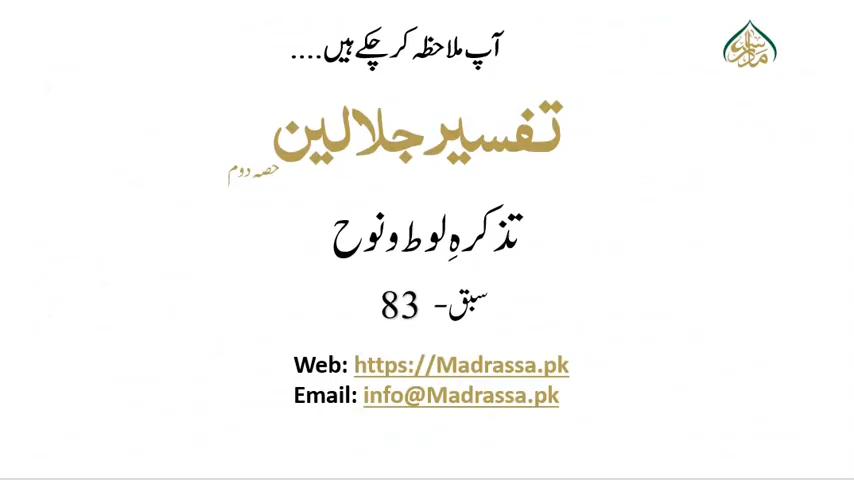 آپ ملاحظہ کر چکے ہیں....
تفسیر جلالین
حصہ دوم
تذکرہِ لوط و نوح
سبق - 83
Web: https://Madrassa.pk
Email: info@Madrassa.pk